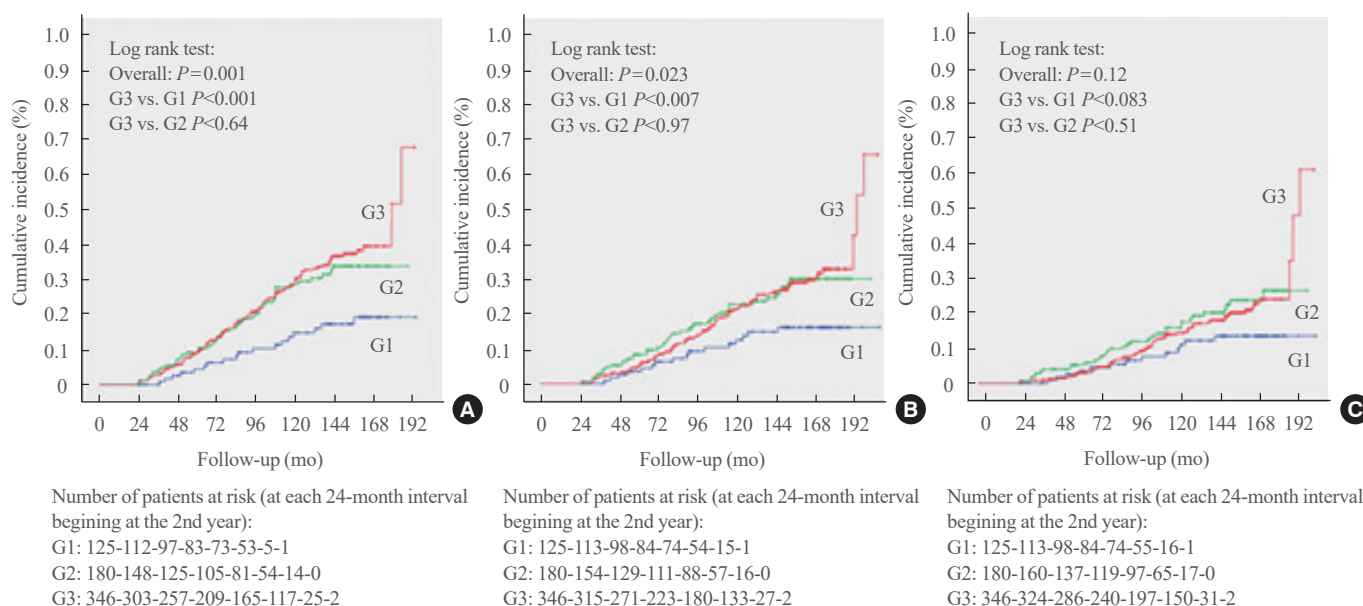 Cumulative incidence (%)
1.0
0.9
0.8
0.7
0.6
0.5
0.4
0.3
0.2
0.1
0
Log rank test:
Overall: P=0.001
G3 vs. G1 P<0.001
G3 vs. G2 P<0.64
G3
G2
G1
0 24 48 72 96 120 144 168 192
Follow-up (mo)
A
Number of patients at risk (at each 24-month interval
begining at the 2nd year):
G1: 125-112-97-83-73-53-5-1
G2: 180-148-125-105-81-54-14-0
G3: 346-303-257-209-165-117-25-2
Cumulative incidence (%)
1.0
0.9
0.8
0.7
0.6
0.5
0.4
0.3
0.2
0.1
0
Log rank test:
Overall: P=0.023
G3 vs. G1 P<0.007
G3 vs. G2 P<0.97
G3
G2
G1
0 24 48 72 96 120 144 168 192
Follow-up (mo)
B
Number of patients at risk (at each 24-month interval
begining at the 2nd year):
G1: 125-113-98-84-74-54-15-1
G2: 180-154-129-111-88-57-16-0
G3: 346-315-271-223-180-133-27-2
Cumulative incidence (%)
1.0
0.9
0.8
0.7
0.6
0.5
0.4
0.3
0.2
0.1
0
Log rank test:
Overall: P=0.12
G3 vs. G1 P<0.083
G3 vs. G2 P<0.51
G3
G2
G1
0 24 48 72 96 120 144 168 192
Follow-up (mo)
C
Number of patients at risk (at each 24-month interval
begining at the 2nd year):
G1: 125-113-98-84-74-55-16-1
G2: 180-160-137-119-97-65-17-0
G3: 346-324-286-240-197-150-31-2